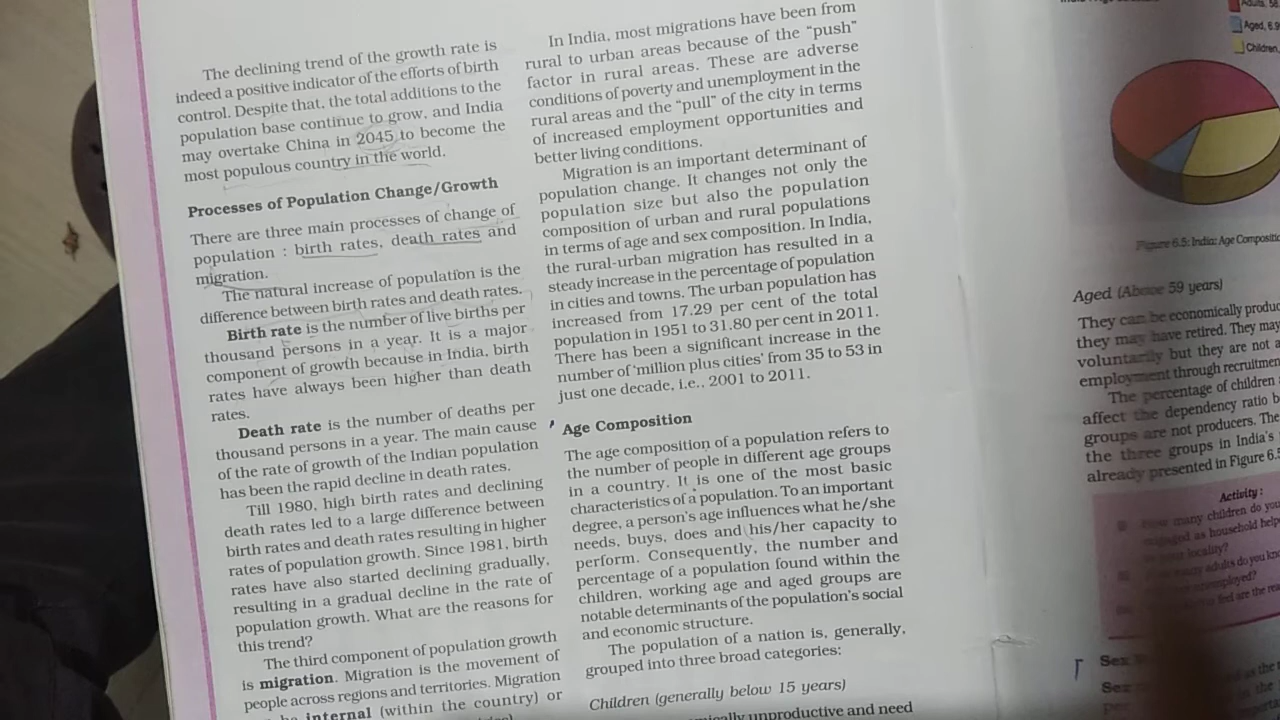 The declining trend of the growth rate is
indeed a positive indicator of the efforts of birth
control. Despite that, the total additions to the
population base continue to grow, and India
may overtake China in 2045 to become the
most populous country in the world.
Processes of Population Change/Growth
There are three main processes of change of
population : birth rates, death rates and
migration.
The natural increase of population is the
difference between birth rates and death rates.
Birth rate is the number of live births per
thousand persons in a year. It is a major
component of growth because in India, birth
rates have always been higher than death
rates.
Death rate is the number of deaths per
thousand persons in a year. The main cause
of the rate of growth of the Indian population
has been the rapid decline in death rates.
Till 1980, high birth rates and declining
death rates led to a large difference between
birth rates and death rates resulting in higher
rates of population growth. Since 1981, birth
rates have also started declining gradually,
resulting in a gradual decline in the rate of
population growth. What are the reasons for
this trend?
The third component of population growth
is migration. Migration is the movement of
people across regions and territories. Migration
internal (within the country) or
In India, most migrations have been from
rural to urban areas because of the "push"
factor in rural areas. These are adverse
conditions of poverty and unemployment in the
rural areas and the "pull" of the city in terms
of increased employment opportunities and
better living conditions.
Migration is an important determinant of
population change. It changes not only the
population size but also the population
composition of urban and rural populations
in terms of age and sex composition. In India,
the rural-urban migration has resulted in a
steady increase in the percentage of population
in cities and towns. The urban population has
increased from 17.29 per cent of the total
population in 1951 to 31.80 per cent in 2011.
There has been a significant increase in the
number of 'million plus cities' from 35 to 53 in
just one decade, i.e., 2001 to 2011.
Age Composition
The age composition of a population refers to
the number of people in different age groups
in a country. It is one of the most basic
characteristics of a population. To an important
degree, a person's age influences what he/she
needs, buys, does and his/her capacity to
perform. Consequently, the number and
percentage of a population found within the
children, working age and aged groups are
notable determinants of the population's social
and economic structure.
The population of a nation is, generally,
grouped into three broad categories:
Children (generally below 15 years)
unproductive and need
Aged, 6.9
Children,
Figure 6.5: India: Age
Aged (Above 59 years)
They can be economically
they may have retired. They may
voluntarily but they are not
employment through
The percentage of children
affect the dependency ratio
groups are not producers. The
the three groups in India's
already presented in Figure 6.5
Activity :
many children do you
engaged as household
locality?
adults do you
feel are the
Sex
Sex